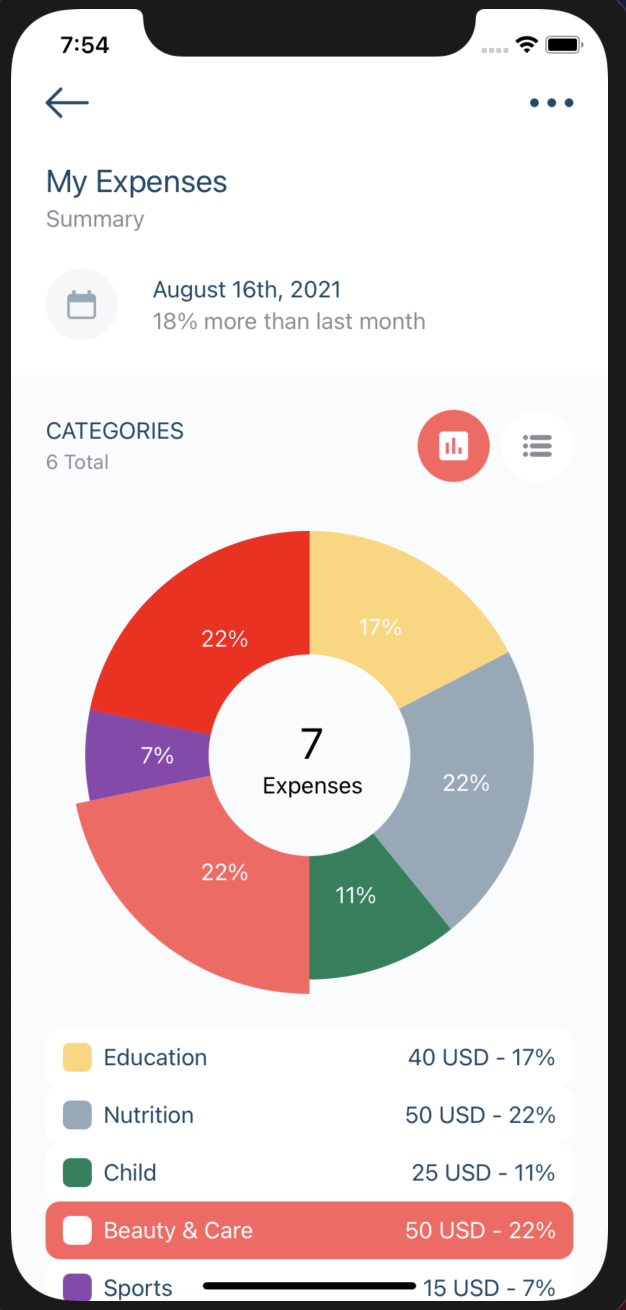 7:54
My Expenses
Summary
August 16th, 2021
18% more than last month
CATEGORIES
6 Total
22%
17%
7%
7
Expenses
22%
22%
11%
Education 40 USD - 17%
Nutrition 50 USD - 22%
Child 25 USD - 11%
Beauty & Care 50 USD - 22%
Sports 15 USD - 7%